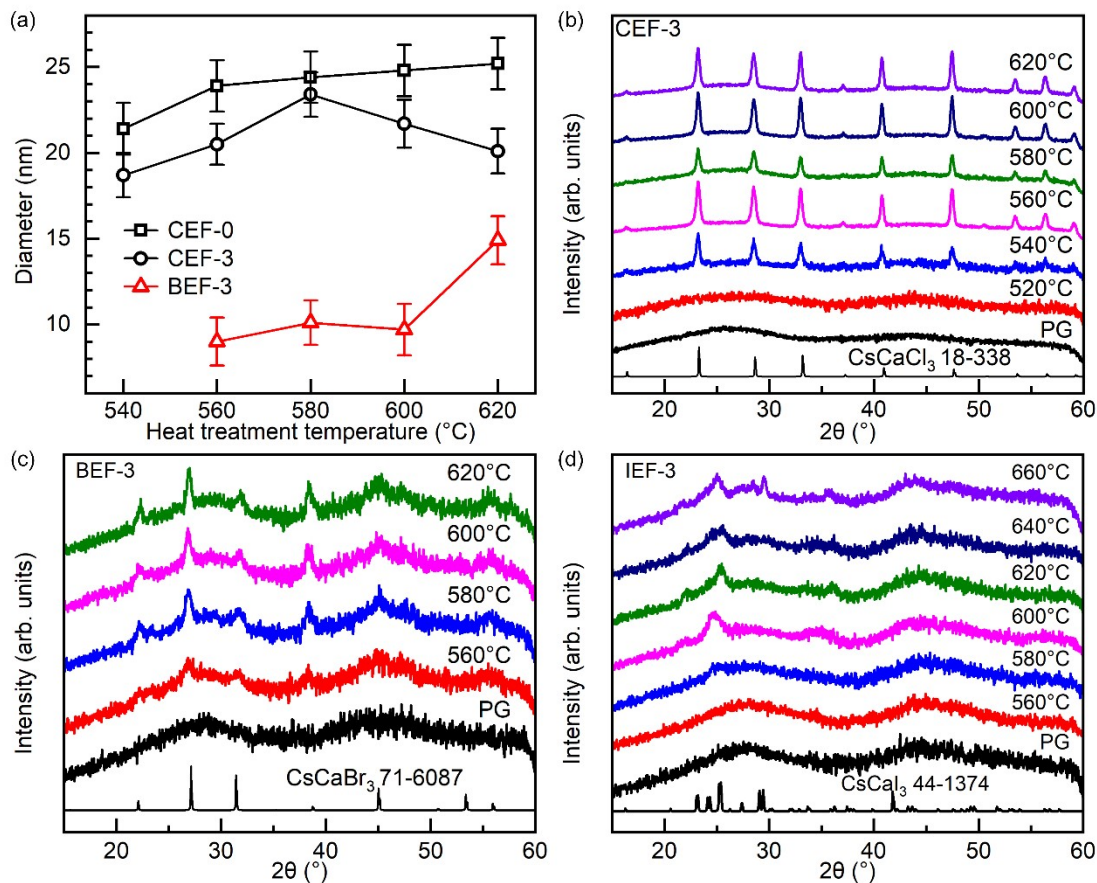 (a)
25
20
15
10
Diameter (nm)
CEF-0
CEF-3
BEF-3
540 560 580 600 620
Heat treatment temperature (°C)
(b)
CEF-3
620°C
600°C
580°C
560°C
540°C
520°C
PG
CsCaCl₃ 18-338
Intensity (arb. units)
20 30 40 50 60
2θ (°)
(c)
BEF-3
620°C
600°C
580°C
560°C
PG
CsCaBr₃ 71-6087
Intensity (arb. units)
20 30 40 50 60
2θ (°)
(d)
IEF-3
660°C
640°C
620°C
600°C
580°C
560°C
PG
CsCaI₃ 44-1374
Intensity (arb. units)
20 30 40 50 60
2θ (°)